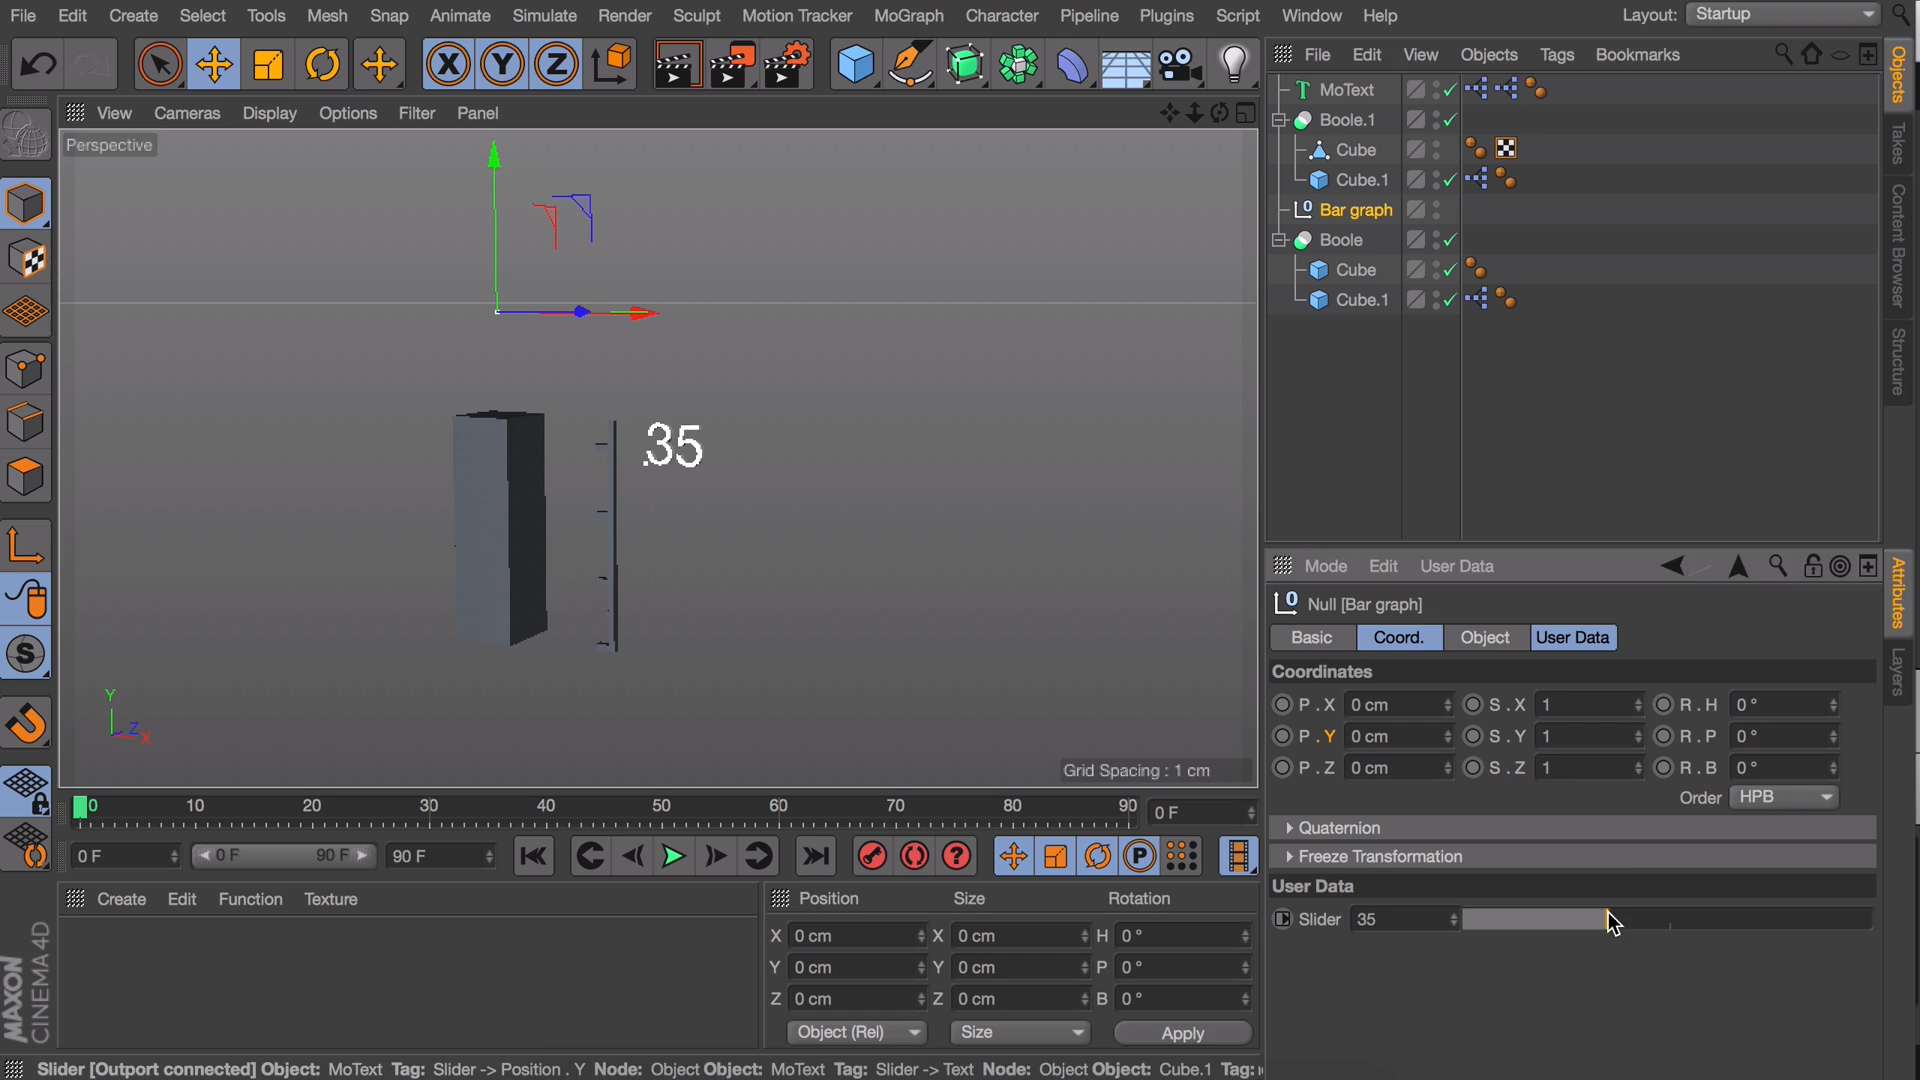 File Edit Create Select Tools Mesh Snap Animate Simulate Render Sculpt Motion Tracker MoGraph Character Pipeline Plugins Script Window Help Layout: Startup
X Y Z
File Edit View Objects Tags Bookmarks
View Cameras Display Options Filter Panel
Perspective
MoText
Boole.1
Cube
Cube.1
Bar graph
Boole
Cube
Cube.1
Objects
Takes
Content Browser
Structure
35
Y
Z
X
Grid Spacing : 1 cm
Mode Edit User Data
Attributes
Layers
Null [Bar graph]
Basic Coord. Object User Data
Coordinates
P . X 0 cm S . X 1 R . H 0 °
P . Y 0 cm S . Y 1 R . P 0 °
P . Z 0 cm S . Z 1 R . B 0 °
Order HPB
Quaternion
Freeze Transformation
User Data
Slider 35
0 10 20 30 40 50 60 70 80 90 0 F
0 F 0 F 90 F 90 F
Create Edit Function Texture
Position Size Rotation
X 0 cm X 0 cm H 0 °
Y 0 cm Y 0 cm P 0 °
Z 0 cm Z 0 cm B 0 °
Object (Rel) Size Apply
MAXON
CINEMA 4D
Slider [Outport connected] Object: MoText Tag: Slider -> Position . Y Node: Object Object: MoText Tag: Slider -> Text Node: Object Object: Cube.1 Tag: